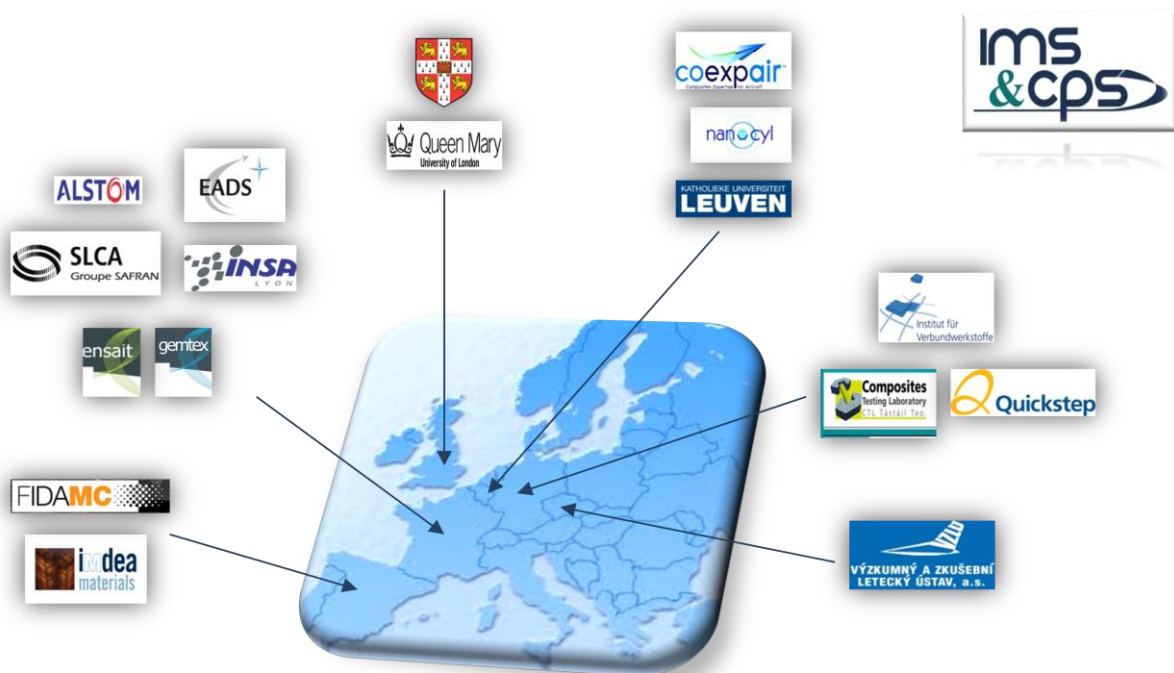 ims
&cps
coexpair™
Composites Expertise for Aircraft
nanocyl
KATHOLIEKE UNIVERSITEIT
LEUVEN
Queen Mary
University of London
ALSTOM
EADS
SLCA
Groupe SAFRAN
iNSA
LYON
ensait
gemtex
Institut für
Verbundwerkstoffe
Composites
Testing Laboratory
CTL Tástáil Teo.
Quickstep
FIDAMC
imdea
materials
VZLÚ
VÝZKUMNÝ A ZKUŠEBNÍ
LETECKÝ ÚSTAV, a.s.